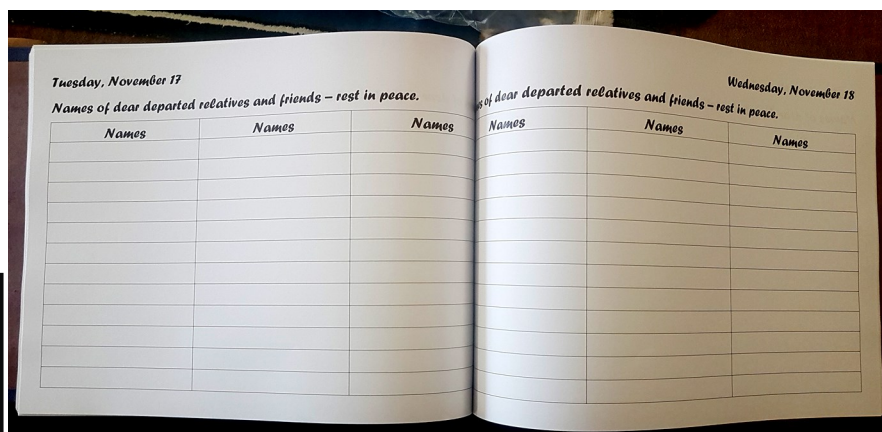 Tuesday, November 17
Names of dear departed relatives and friends – rest in peace.
Names Names Names
Wednesday, November 18
of dear departed relatives and friends – rest in peace.
Names Names Names